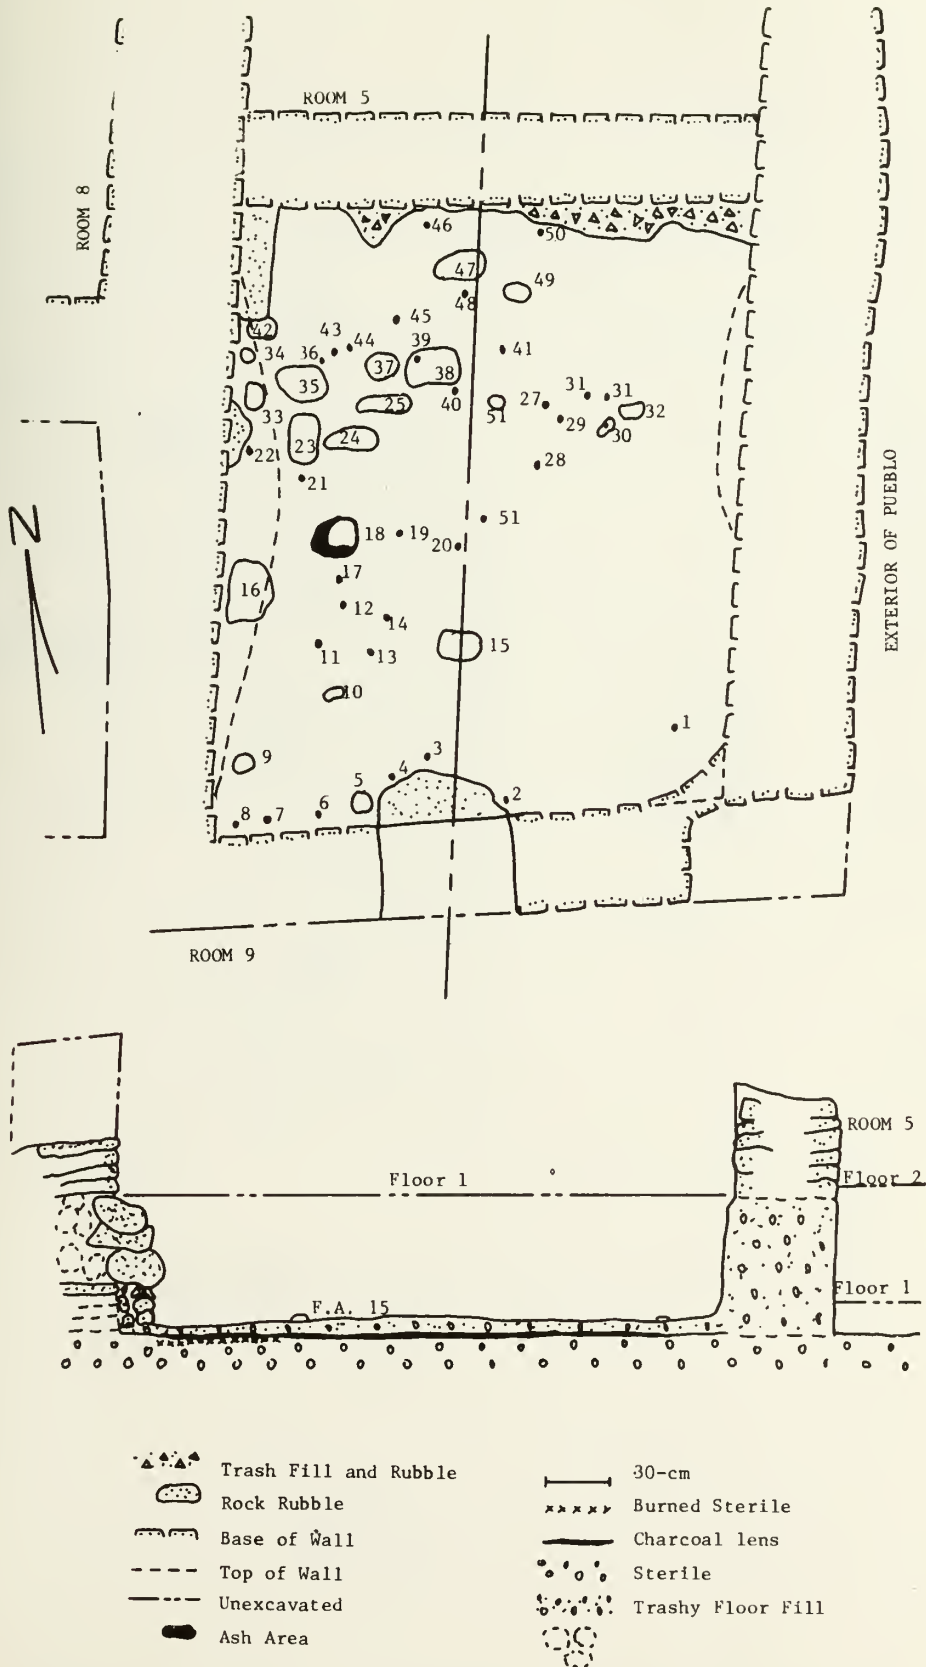 ROOM 5
ROOM 8
46
50
47
49
48
45
42
43
44
39
41
34
36
37
38
35
40
31
31
27
32
33
25
51
29
30
23
24
22
28
21
51
18
19
20
17
16
12
14
11
13
15
10
1
3
9
4
5
2
6
8
7
N
EXTERIOR OF PUEBLO
ROOM 9
ROOM 5
Floor 1
Floor 2
Floor 1
F.A. 15
Trash Fill and Rubble
Rock Rubble
Base of Wall
Top of Wall
Unexcavated
Ash Area
30-cm
Burned Sterile
Charcoal lens
Sterile
Trashy Floor Fill